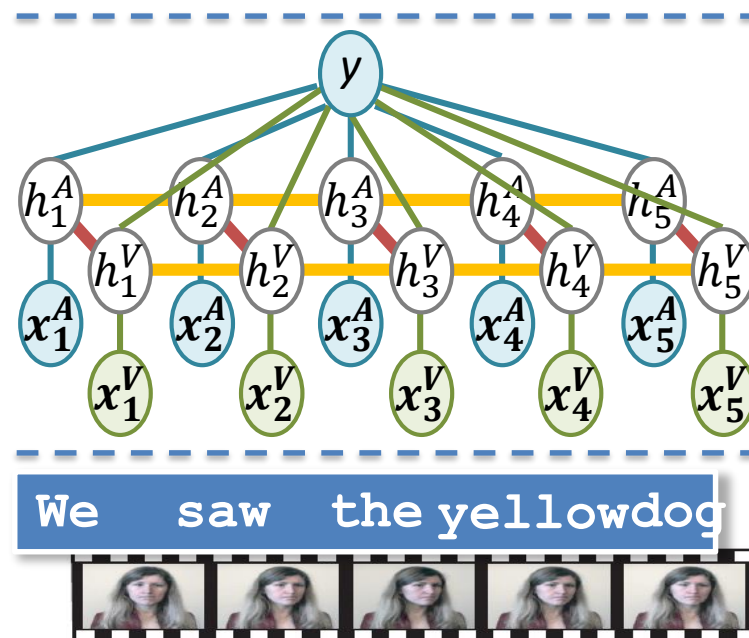 y
h₁ᴬ h₂ᴬ h₃ᴬ h₄ᴬ h₅ᴬ
h₁ⱽ h₂ⱽ h₃ⱽ h₄ⱽ h₅ⱽ
x₁ᴬ x₂ᴬ x₃ᴬ x₄ᴬ x₅ᴬ
x₁ⱽ x₂ⱽ x₃ⱽ x₄ⱽ x₅ⱽ
We saw the yellowdog